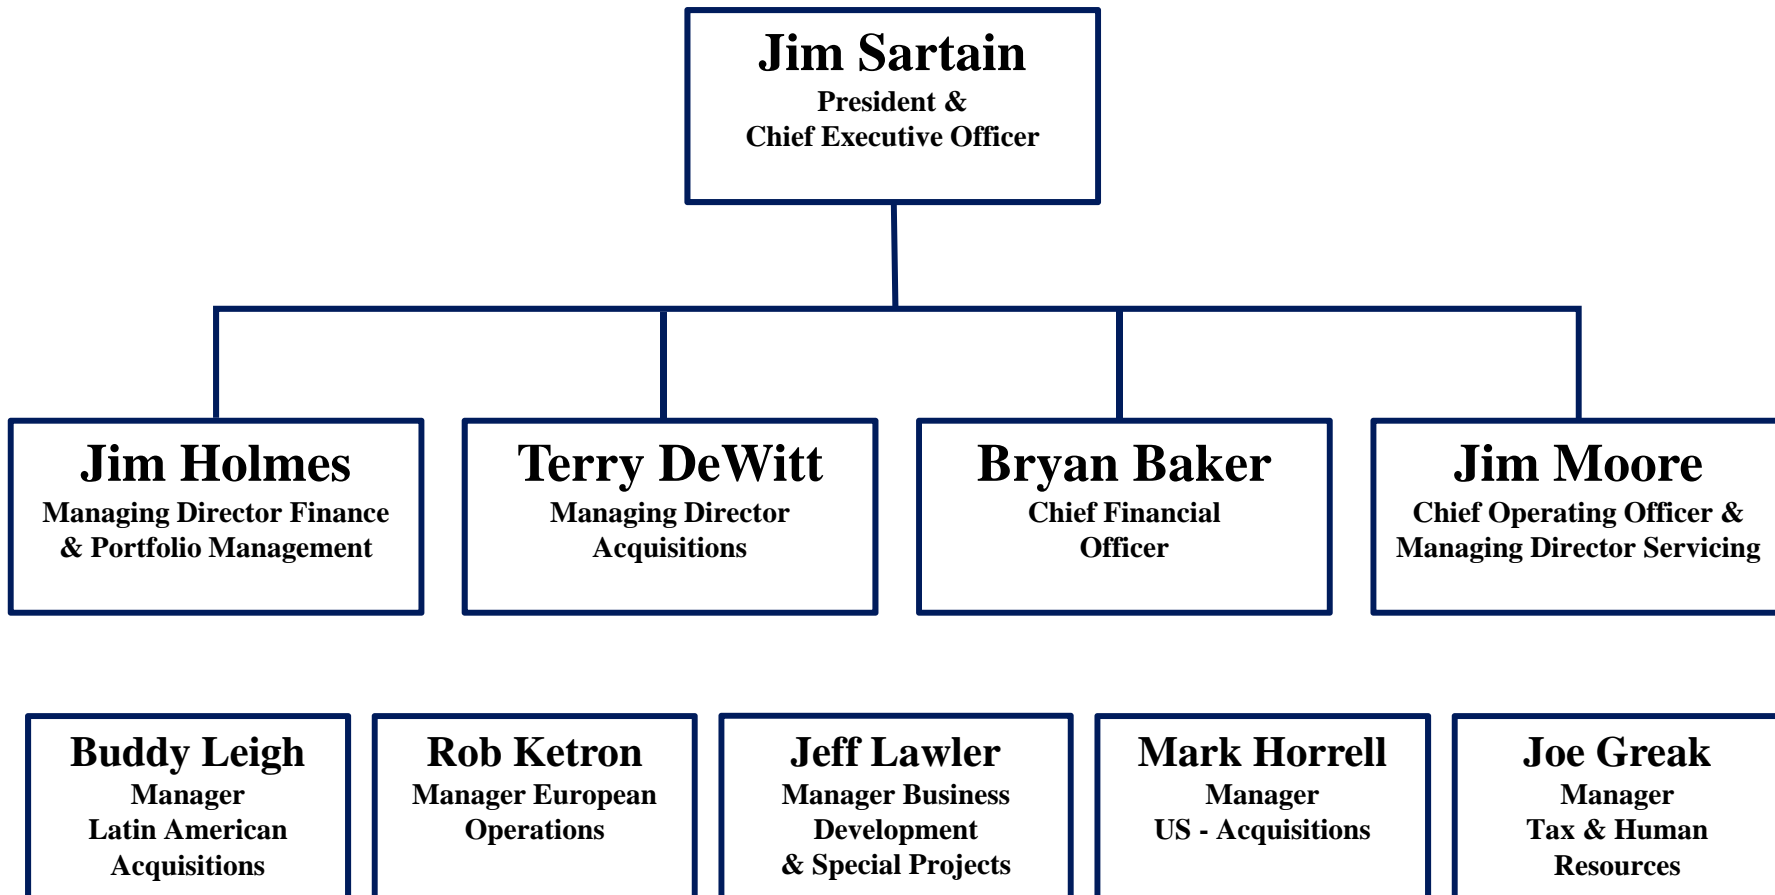 Jim Sartain
President &
Chief Executive Officer
Jim Holmes
Managing Director Finance
& Portfolio Management
Terry DeWitt
Managing Director
Acquisitions
Bryan Baker
Chief Financial
Officer
Jim Moore
Chief Operating Officer &
Managing Director Servicing
Buddy Leigh
Manager
Latin American
Acquisitions
Rob Ketron
Manager European
Operations
Jeff Lawler
Manager Business
Development
& Special Projects
Mark Horrell
Manager
US - Acquisitions
Joe Greak
Manager
Tax & Human
Resources